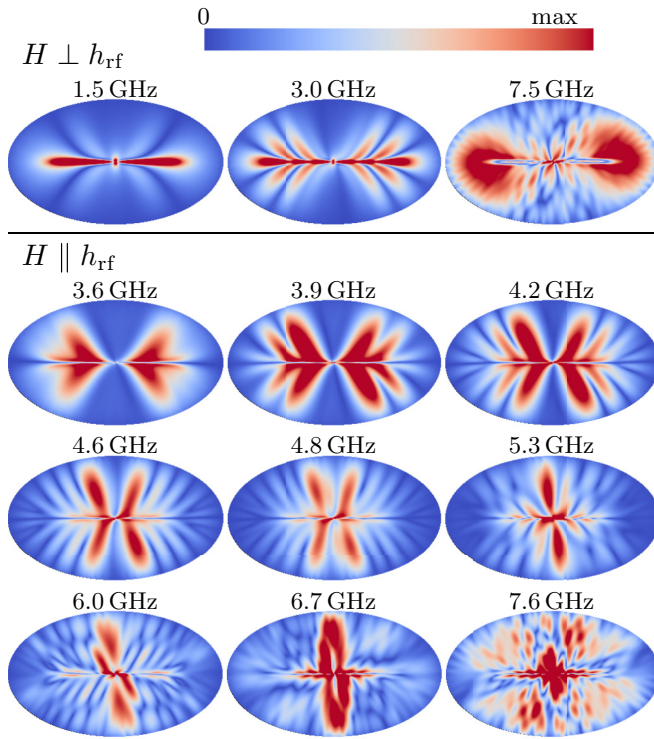 0 max
H ⊥ h_rf
1.5 GHz 3.0 GHz 7.5 GHz
H ∥ h_rf
3.6 GHz 3.9 GHz 4.2 GHz
4.6 GHz 4.8 GHz 5.3 GHz
6.0 GHz 6.7 GHz 7.6 GHz